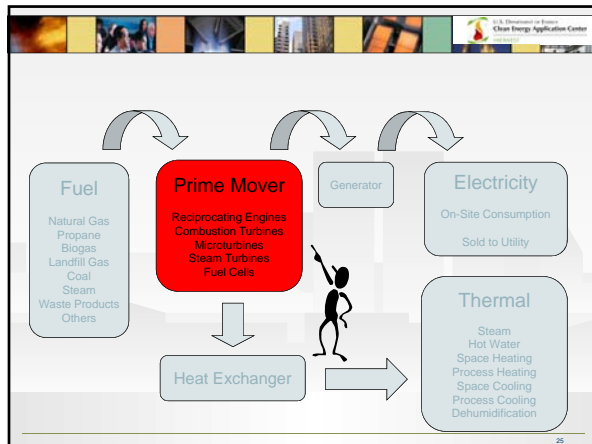 U.S. Department of Energy
Clean Energy Application Center
MIDWEST
Fuel
Natural Gas
Propane
Biogas
Landfill Gas
Coal
Steam
Waste Products
Others
Prime Mover
Reciprocating Engines
Combustion Turbines
Microturbines
Steam Turbines
Fuel Cells
Generator
Electricity
On-Site Consumption
Sold to Utility
Heat Exchanger
Thermal
Steam
Hot Water
Space Heating
Process Heating
Space Cooling
Process Cooling
Dehumidification
25